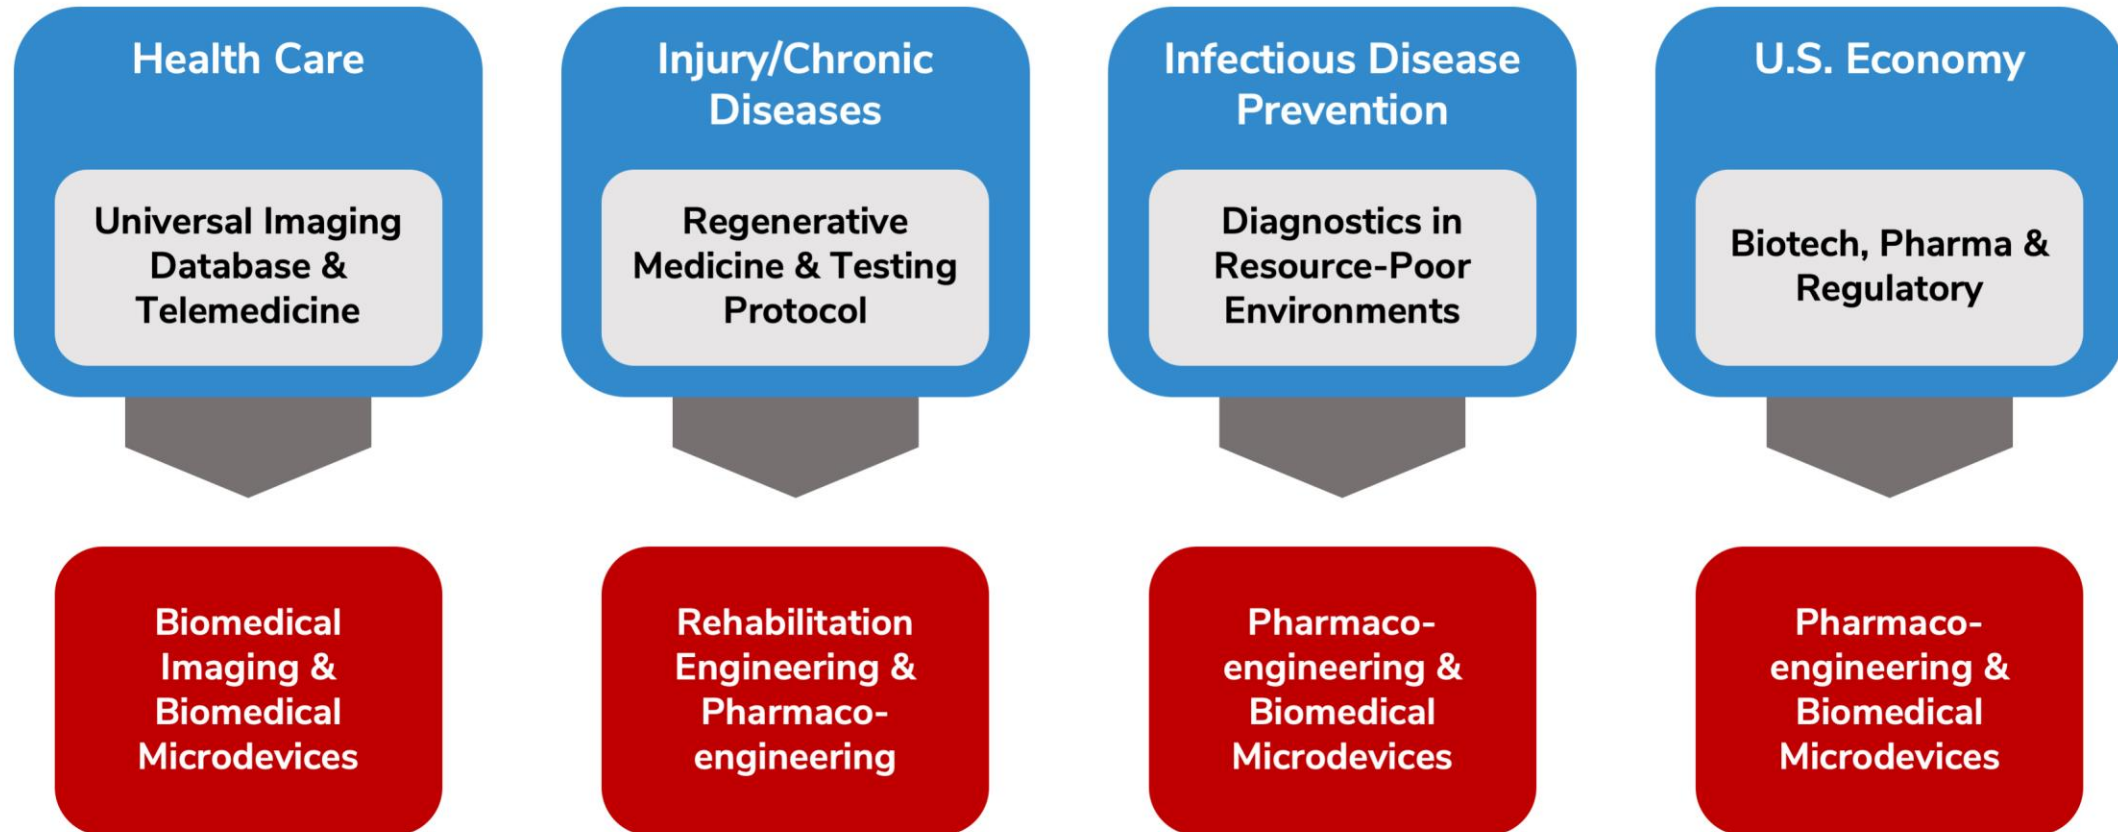 Health Care
Universal Imaging
Database &
Telemedicine
Biomedical
Imaging &
Biomedical
Microdevices
Injury/Chronic
Diseases
Regenerative
Medicine & Testing
Protocol
Rehabilitation
Engineering &
Pharmaco-
engineering
Infectious Disease
Prevention
Diagnostics in
Resource-Poor
Environments
Pharmaco-
engineering &
Biomedical
Microdevices
U.S. Economy
Biotech, Pharma &
Regulatory
Pharmaco-
engineering &
Biomedical
Microdevices